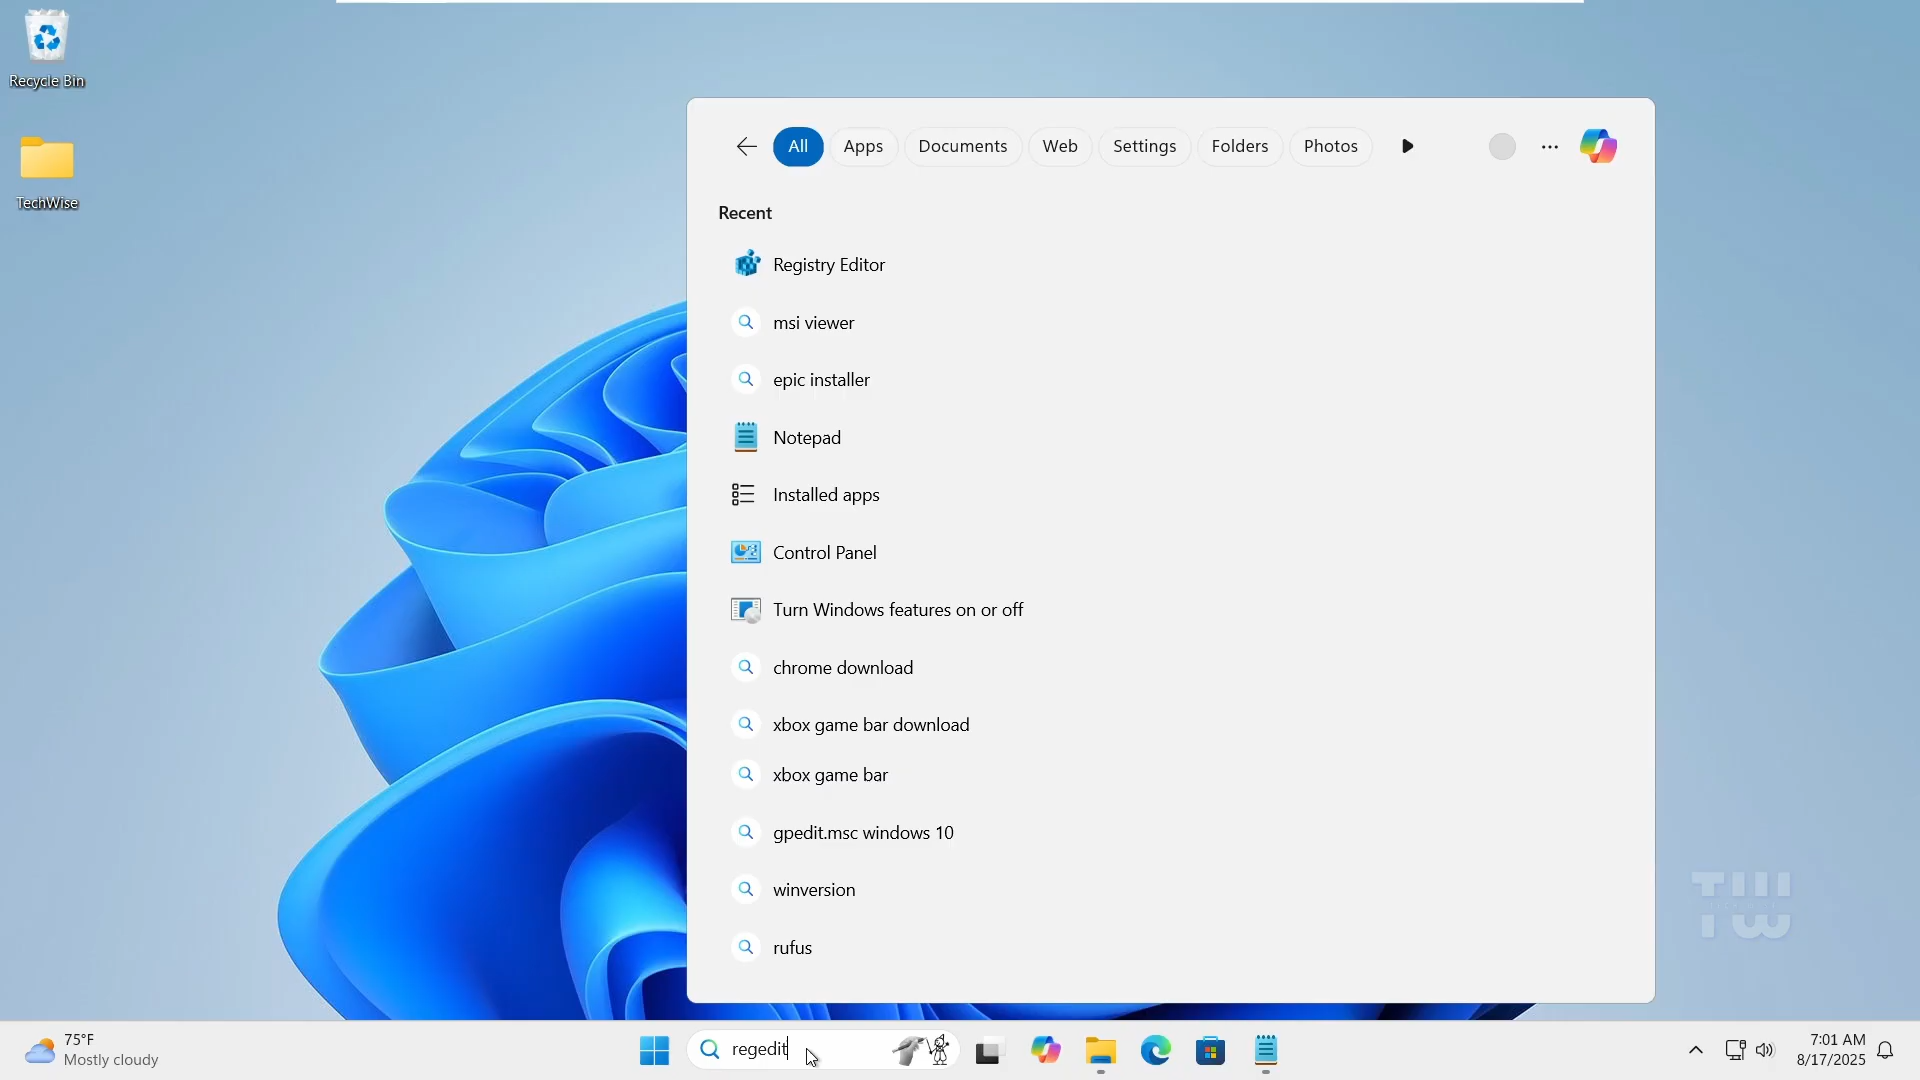 Recycle Bin
TechWise
All
Apps
Documents
Web
Settings
Folders
Photos
Recent
Registry Editor
msi viewer
epic installer
Notepad
Installed apps
Control Panel
Turn Windows features on or off
chrome download
xbox game bar download
xbox game bar
gpedit.msc windows 10
winversion
rufus
TW
75°F
Mostly cloudy
regedit
7:01 AM
8/17/2025